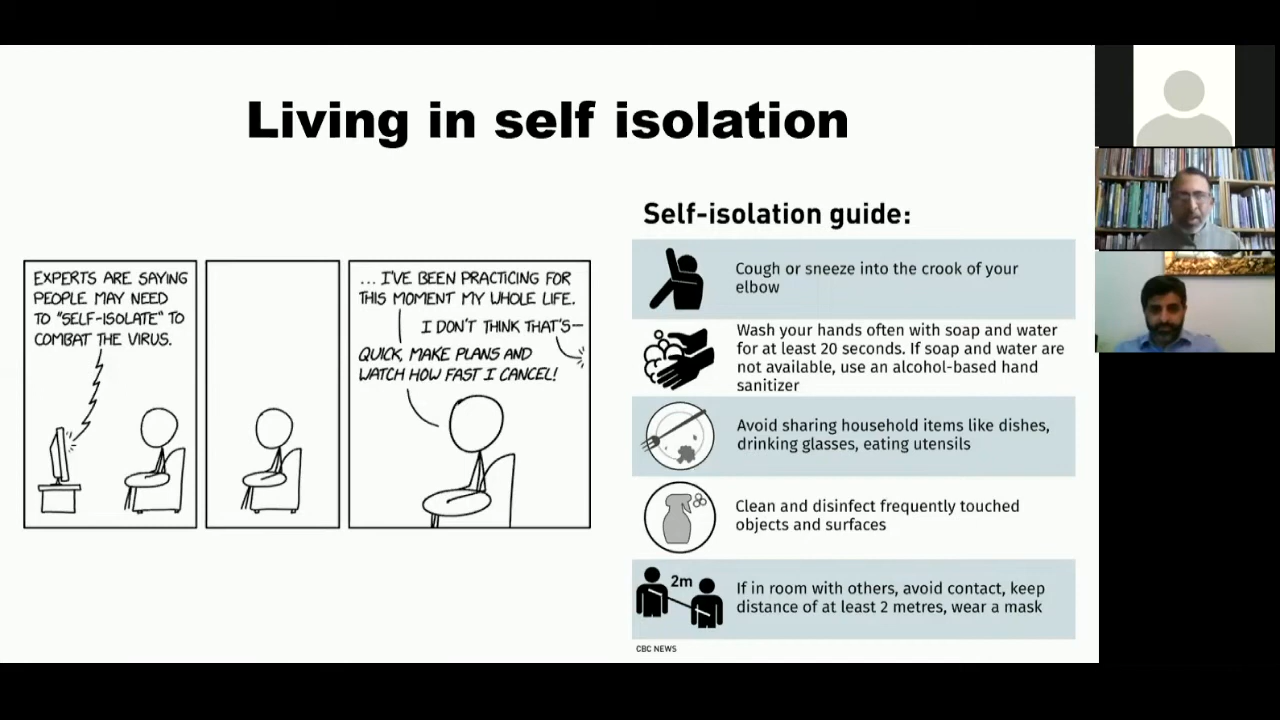 Living in self isolation
EXPERTS ARE SAYING
PEOPLE MAY NEED
TO "SELF-ISOLATE" TO
COMBAT THE VIRUS.
... I'VE BEEN PRACTICING FOR
THIS MOMENT MY WHOLE LIFE.
I DON'T THINK THAT'S—
QUICK, MAKE PLANS AND
WATCH HOW FAST I CANCEL!
Self-isolation guide:
Cough or sneeze into the crook of your
elbow
Wash your hands often with soap and water
for at least 20 seconds. If soap and water are
not available, use an alcohol-based hand
sanitizer
Avoid sharing household items like dishes,
drinking glasses, eating utensils
Clean and disinfect frequently touched
objects and surfaces
2m
If in room with others, avoid contact, keep
distance of at least 2 metres, wear a mask
CBC NEWS